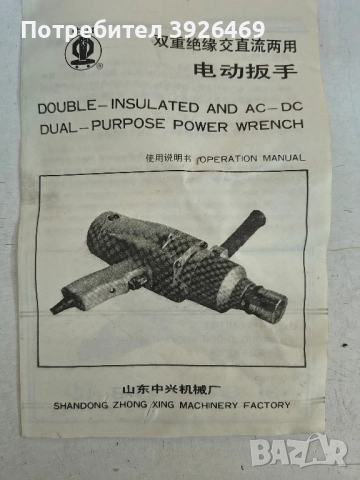 Потребител 3926469
双重绝缘交直流两用
电动扳手
DOUBLE-INSULATED AND AC-DC
DUAL-PURPOSE POWER WRENCH
使用说明书 OPERATION MANUAL
山东中兴机械厂
SHANDONG ZHONG XING MACHINERY FACTORY
BAZAR